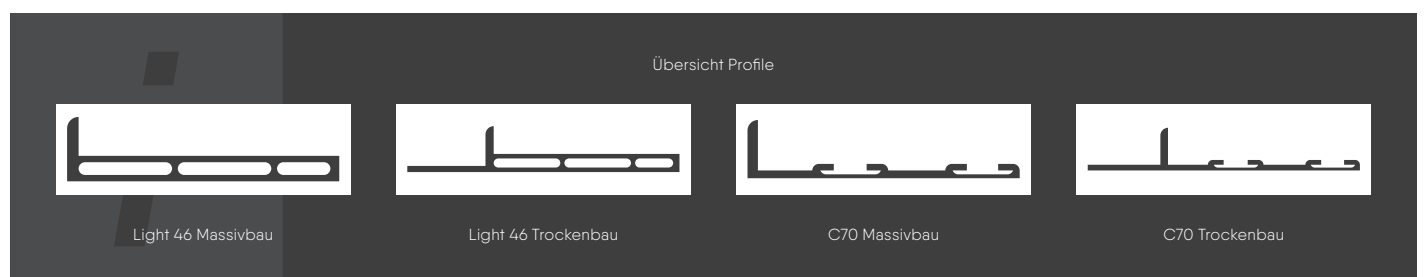 Übersicht Profile
Light 46 Massivbau
Light 46 Trockenbau
C70 Massivbau
C70 Trockenbau